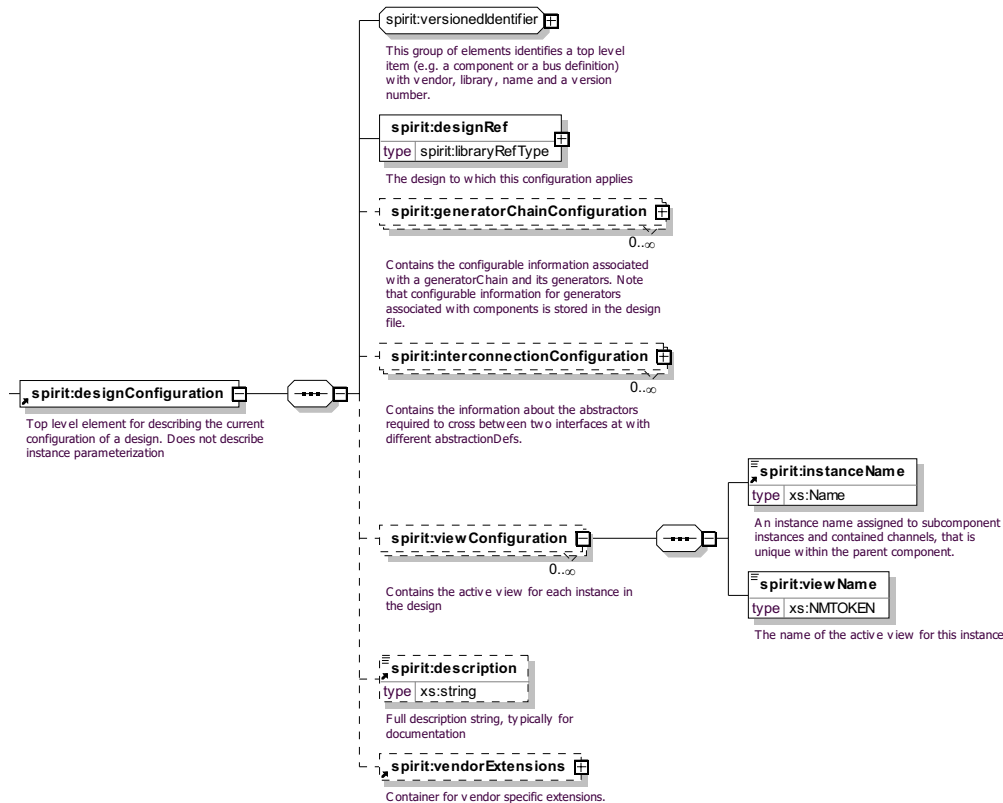 spirit:versionedIdentifier
This group of elements identifies a top level
item (e.g. a component or a bus definition)
with vendor, library, name and a version
number.
spirit:designRef
type spirit:libraryRefType
The design to which this configuration applies
spirit:generatorChainConfiguration
0..∞
Contains the configurable information associated
with a generatorChain and its generators. Note
that configurable information for generators
associated with components is stored in the design
file.
spirit:interconnectionConfiguration
0..∞
Contains the information about the abstractors
required to cross between two interfaces at with
different abstractionDefs.
spirit:designConfiguration
Top level element for describing the current
configuration of a design. Does not describe
instance parameterization
spirit:viewConfiguration
0..∞
Contains the active view for each instance in
the design
spirit:instanceName
type xs:Name
An instance name assigned to subcomponent
instances and contained channels, that is
unique within the parent component.
spirit:viewName
type xs:NMTOKEN
The name of the active view for this instance
spirit:description
type xs:string
Full description string, typically for
documentation
spirit:vendorExtensions
Container for vendor specific extensions.